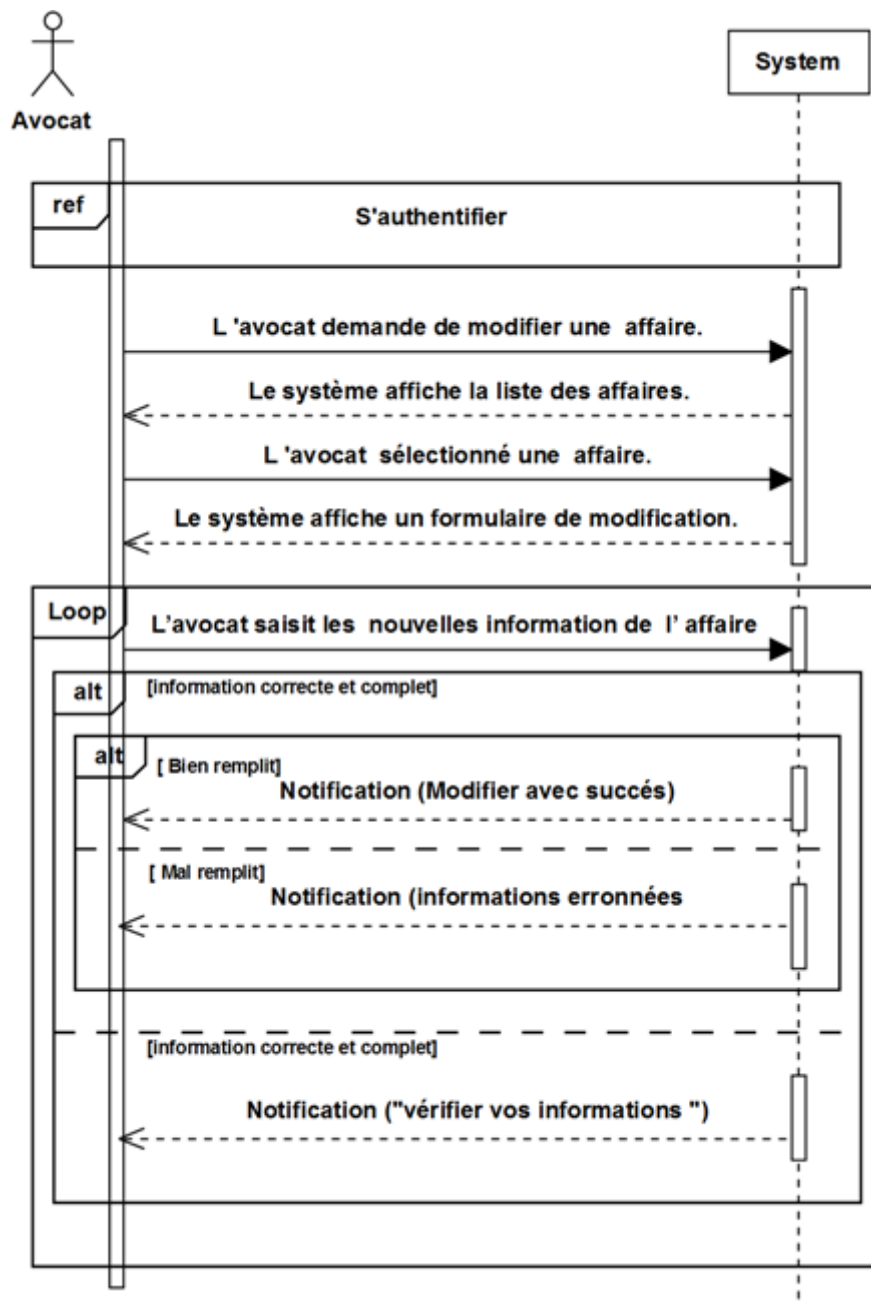 System
Avocat
ref
S'authentifier
L 'avocat demande de modifier une affaire.
Le système affiche la liste des affaires.
L 'avocat sélectionné une affaire.
Le système affiche un formulaire de modification.
Loop
L'avocat saisit les nouvelles information de l' affaire
alt
[information correcte et complet]
alt
[ Bien remplit]
Notification (Modifier avec succés)
[ Mal remplit]
Notification (informations erronnées
[information correcte et complet]
Notification ("vérifier vos informations ")